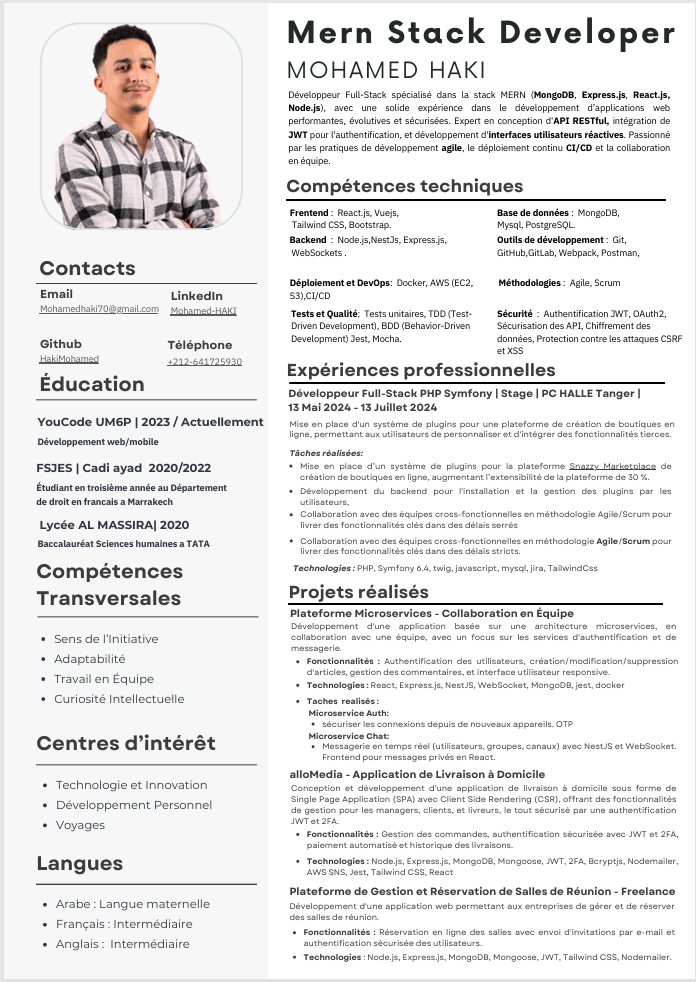 Mern Stack Developer
MOHAMED HAKI
Développeur Full-Stack spécialisé dans la stack MERN (MongoDB, Express.js, React.js,
Node.js), avec une solide expérience dans le développement d'applications web
performantes, évolutives et sécurisées. Expert en conception d'API RESTful, intégration de
JWT pour l'authentification, et développement d'interfaces utilisateurs réactives. Passionné
par les pratiques de développement agile, le déploiement continu CI/CD et la collaboration
en équipe.
Compétences techniques
Frontend : React.js, Vuejs,
Tailwind CSS, Bootstrap.
Backend : Node.js,NestJs, Express.js,
WebSockets .
Déploiement et DevOps: Docker, AWS (EC2,
S3),CI/CD
Tests et Qualité: Tests unitaires, TDD (Test-
Driven Development), BDD (Behavior-Driven
Development) Jest, Mocha.
Base de données : MongoDB,
Mysql, PostgreSQL.
Outils de développement : Git,
GitHub,GitLab, Webpack, Postman,
Méthodologies : Agile, Scrum
Sécurité : Authentication JWT, OAuth2,
Sécurisation des API, Chiffrement des
données, Protection contre les attaques CSRF
et XSS
Expériences professionnelles
Développeur Full-Stack PHP Symfony | Stage | PC HALLE Tanger |
13 Mai 2024 - 13 Juillet 2024
Mise en place d'un système de plugins pour une plateforme de création de boutiques en
ligne, permettant aux utilisateurs de personnaliser et d'intégrer des fonctionnalités tierces.
Tâches réalisées:
• Mise en place d'un système de plugins pour la plateforme Snazzy Marketplace de
création de boutiques en ligne, augmentant l'extensibilité de la plateforme de 30 %.
• Développement du backend pour l'installation et la gestion des plugins par les
utilisateurs,
• Collaboration avec des équipes cross-fonctionnelles en méthodologie Agile/Scrum pour
livrer des fonctionnalités clés dans des délais serrés
• Collaboration avec des équipes cross-fonctionnelles en méthodologie Agile/Scrum pour
livrer des fonctionnalités clés dans des délais stricts.
Technologies : PHP, Symfony 6.4, twig, javascript, mysql, jira, TailwindCss
Projets réalisés
Plateforme Microservices - Collaboration en Équipe
Développement d'une application basée sur une architecture microservices, en
collaboration avec une équipe, avec un focus sur les services d'authentification et de
messagerie.
• Fonctionnalités : Authentification des utilisateurs, création/modification/suppression
d'articles, gestion des commentaires, et interface utilisateur responsive.
• Technologies : React, Express.js, NestJS, WebSocket, MongoDB, jest, docker
• Taches realisés :
Microservice Auth:
• sécuriser les connexions depuis de nouveaux appareils. OTP
Microservice Chat:
• Messagerie en temps réel (utilisateurs, groupes, canaux) avec NestJS et WebSocket.
Frontend pour messages privés en React.
alloMedia - Application de Livraison à Domicile
Conception et développement d'une application de livraison à domicile sous forme de
Single Page Application (SPA) avec Client Side Rendering (CSR), offrant des fonctionnalités
de gestion pour les managers, clients, et livreurs, le tout sécurisé par une authentification
JWT et 2FA.
• Fonctionnalités : Gestion des commandes, authentification sécurisée avec JWT et 2FA,
paiement automatisé et historique des livraisons.
• Technologies : Node.js, Express.js, MongoDB, Mongoose, JWT, 2FA, Bcryptjs, Nodemailer,
AWS SNS, Jest, Tailwind CSS, React
Plateforme de Gestion et Réservation de Salles de Réunion - Freelance
Développement d'une application web permettant aux entreprises de gérer et de réserver
des salles de réunion.
• Fonctionnalités : Réservation en ligne des salles avec envoi d'invitations par e-mail et
authentification sécurisée des utilisateurs.
• Technologies : Node.js, Express.js, MongoDB, Mongoose, JWT, Tailwind CSS, Nodemailer.
Contacts
Email
Mohamedhaki70@gmail.com
LinkedIn
Mohamed-HAKI
Github
HakiMohamed
Téléphone
+212-641725930
Éducation
YouCode UM6P | 2023 / Actuellement
Développement web/mobile
FSJES | Cadi ayad 2020/2022
Étudiant en troisième année au Département
de droit en francais a Marrakech
Lycée AL MASSIRA| 2020
Baccalauréat Sciences humaines a TATA
Compétences
Transversales
• Sens de l'Initiative
• Adaptabilité
• Travail en Équipe
• Curiosité Intellectuelle
Centres d'intérêt
• Technologie et Innovation
• Développement Personnel
• Voyages
Langues
• Arabe : Langue maternelle
• Français : Intermédiaire
• Anglais : Intermédiaire